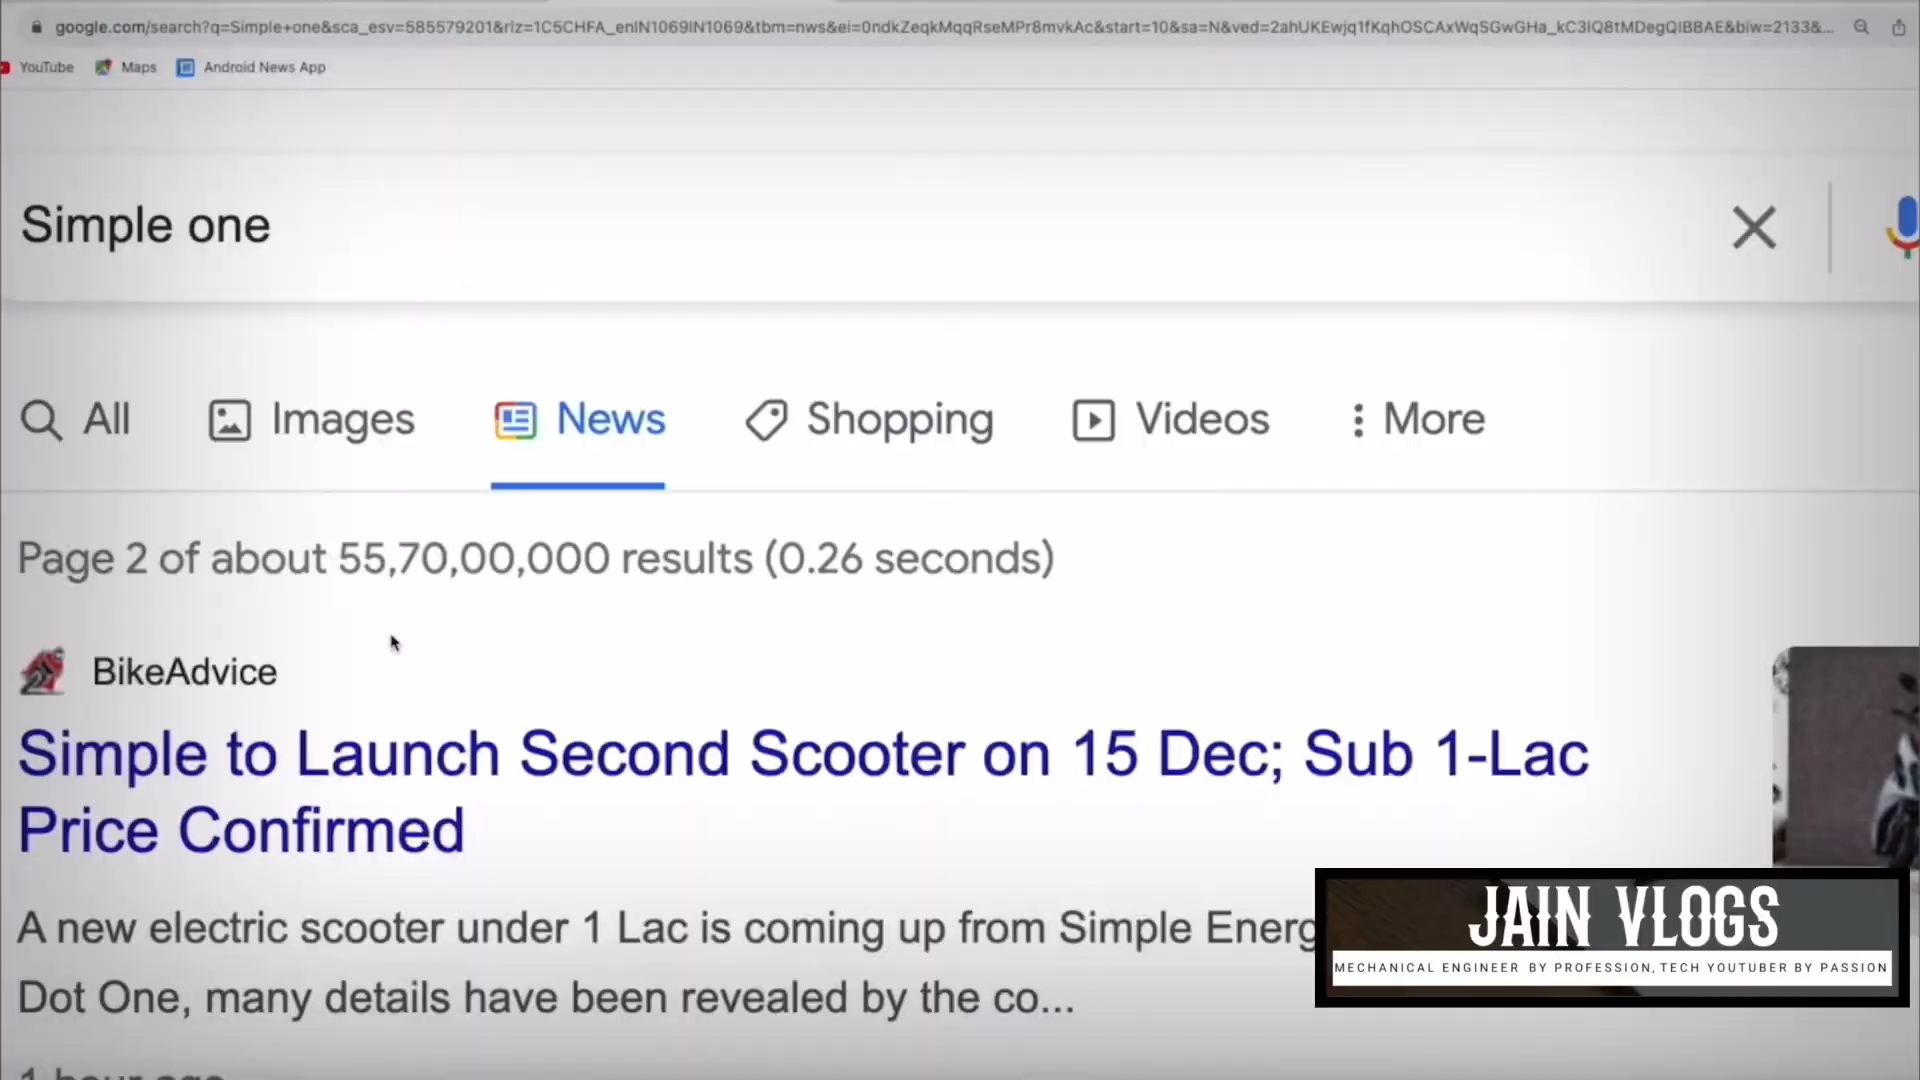 google.com/search?q=Simple+one&sca_esv=585579201&rlz=1C5CHFA_enIN1069IN1069&tbm=nws&ei=0ndkZeqkMqqRseMPr8mvkAc&start=10&sa=N&ved=2ahUKEwjq1fKqhOSCAxWqSGwGHa_kC3IQ8tMDegQIBBAE&biw=2133&...
YouTube Maps Android News App
Simple one
All Images News Shopping Videos More
Page 2 of about 55,70,00,000 results (0.26 seconds)
BikeAdvice
Simple to Launch Second Scooter on 15 Dec; Sub 1-Lac
Price Confirmed
A new electric scooter under 1 Lac is coming up from Simple Energ
Dot One, many details have been revealed by the co...
1 hour ago
JAIN VLOGS
MECHANICAL ENGINEER BY PROFESSION, TECH YOUTUBER BY PASSION